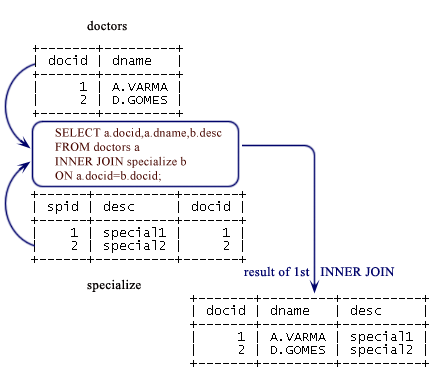 doctors
+-------+---------+
| docid | dname   |
+-------+---------+
|     1 | A.VARMA |
|     2 | D.GOMES |
+-------+---------+
SELECT a.docid,a.dname,b.desc
FROM doctors a
INNER JOIN specialize b
ON a.docid=b.docid;
+------+----------+-------+
| spid | desc     | docid |
+------+----------+-------+
|    1 | special1 |     1 |
|    2 | special2 |     2 |
+------+----------+-------+
specialize
result of 1st INNER JOIN
+-------+---------+----------+
| docid | dname   | desc     |
+-------+---------+----------+
|     1 | A.VARMA | special1 |
|     2 | D.GOMES | special2 |
+-------+---------+----------+